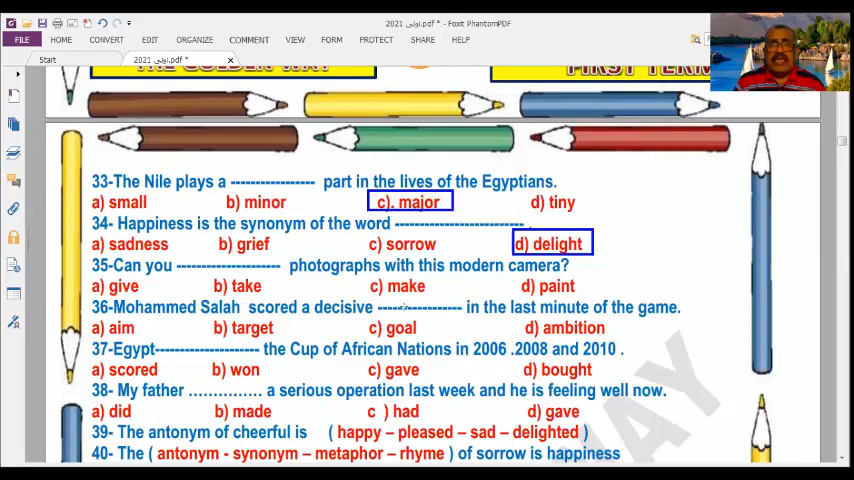 اولى 2021.pdf * - Foxit PhantomPDF
FILE HOME CONVERT EDIT ORGANIZE COMMENT VIEW FORM PROTECT SHARE HELP
Start اولى 2021.pdf *
THE GOLDEN WAY FIRST TERM
33-The Nile plays a ----------------- part in the lives of the Egyptians.
a) small b) minor c). major d) tiny
34- Happiness is the synonym of the word -------------------------- .
a) sadness b) grief c) sorrow d) delight
35-Can you --------------------- photographs with this modern camera?
a) give b) take c) make d) paint
36-Mohammed Salah scored a decisive ----------------- in the last minute of the game.
a) aim b) target c) goal d) ambition
37-Egypt--------------------- the Cup of African Nations in 2006 .2008 and 2010 .
a) scored b) won c) gave d) bought
38- My father …………… a serious operation last week and he is feeling well now.
a) did b) made c ) had d) gave
39- The antonym of cheerful is ( happy – pleased – sad – delighted )
40- The ( antonym - synonym – metaphor – rhyme ) of sorrow is happiness